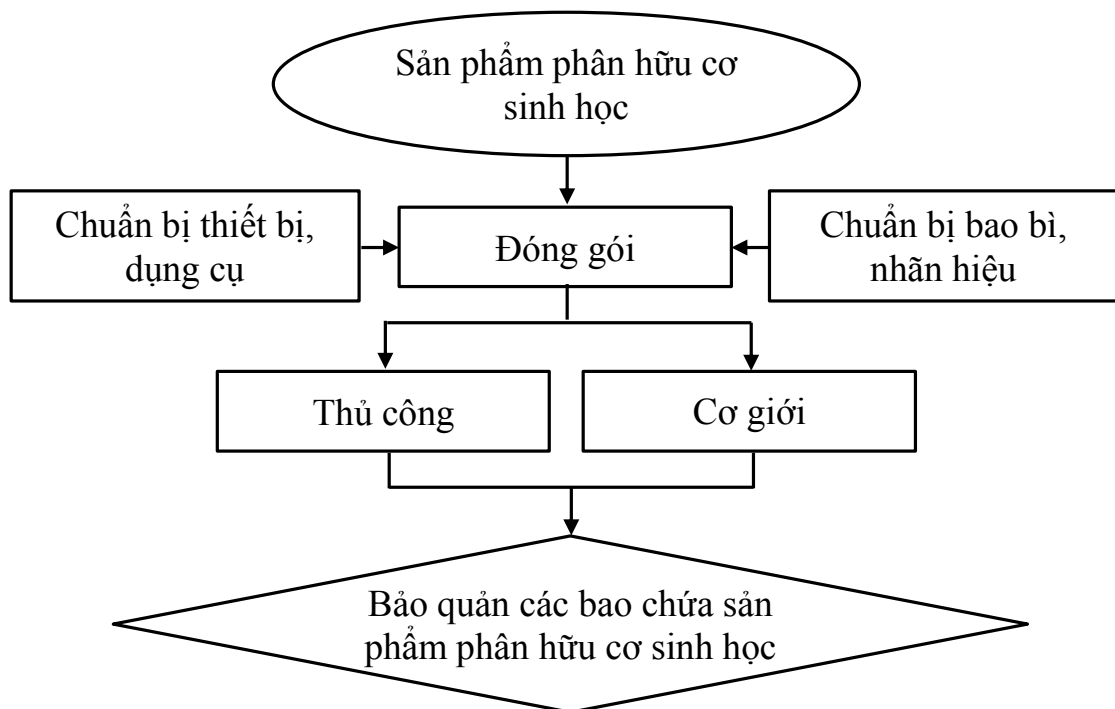 Sản phẩm phân hữu cơ
sinh học
Chuẩn bị thiết bị,
dụng cụ
Đóng gói
Chuẩn bị bao bì,
nhãn hiệu
Thủ công
Cơ giới
Bảo quản các bao chứa sản
phẩm phân hữu cơ sinh học